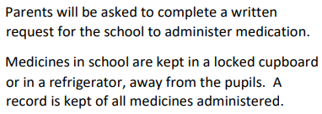 Parents will be asked to complete a written
request for the school to administer medication.
Medicines in school are kept in a locked cupboard
or in a refrigerator, away from the pupils.  A
record is kept of all medicines administered.